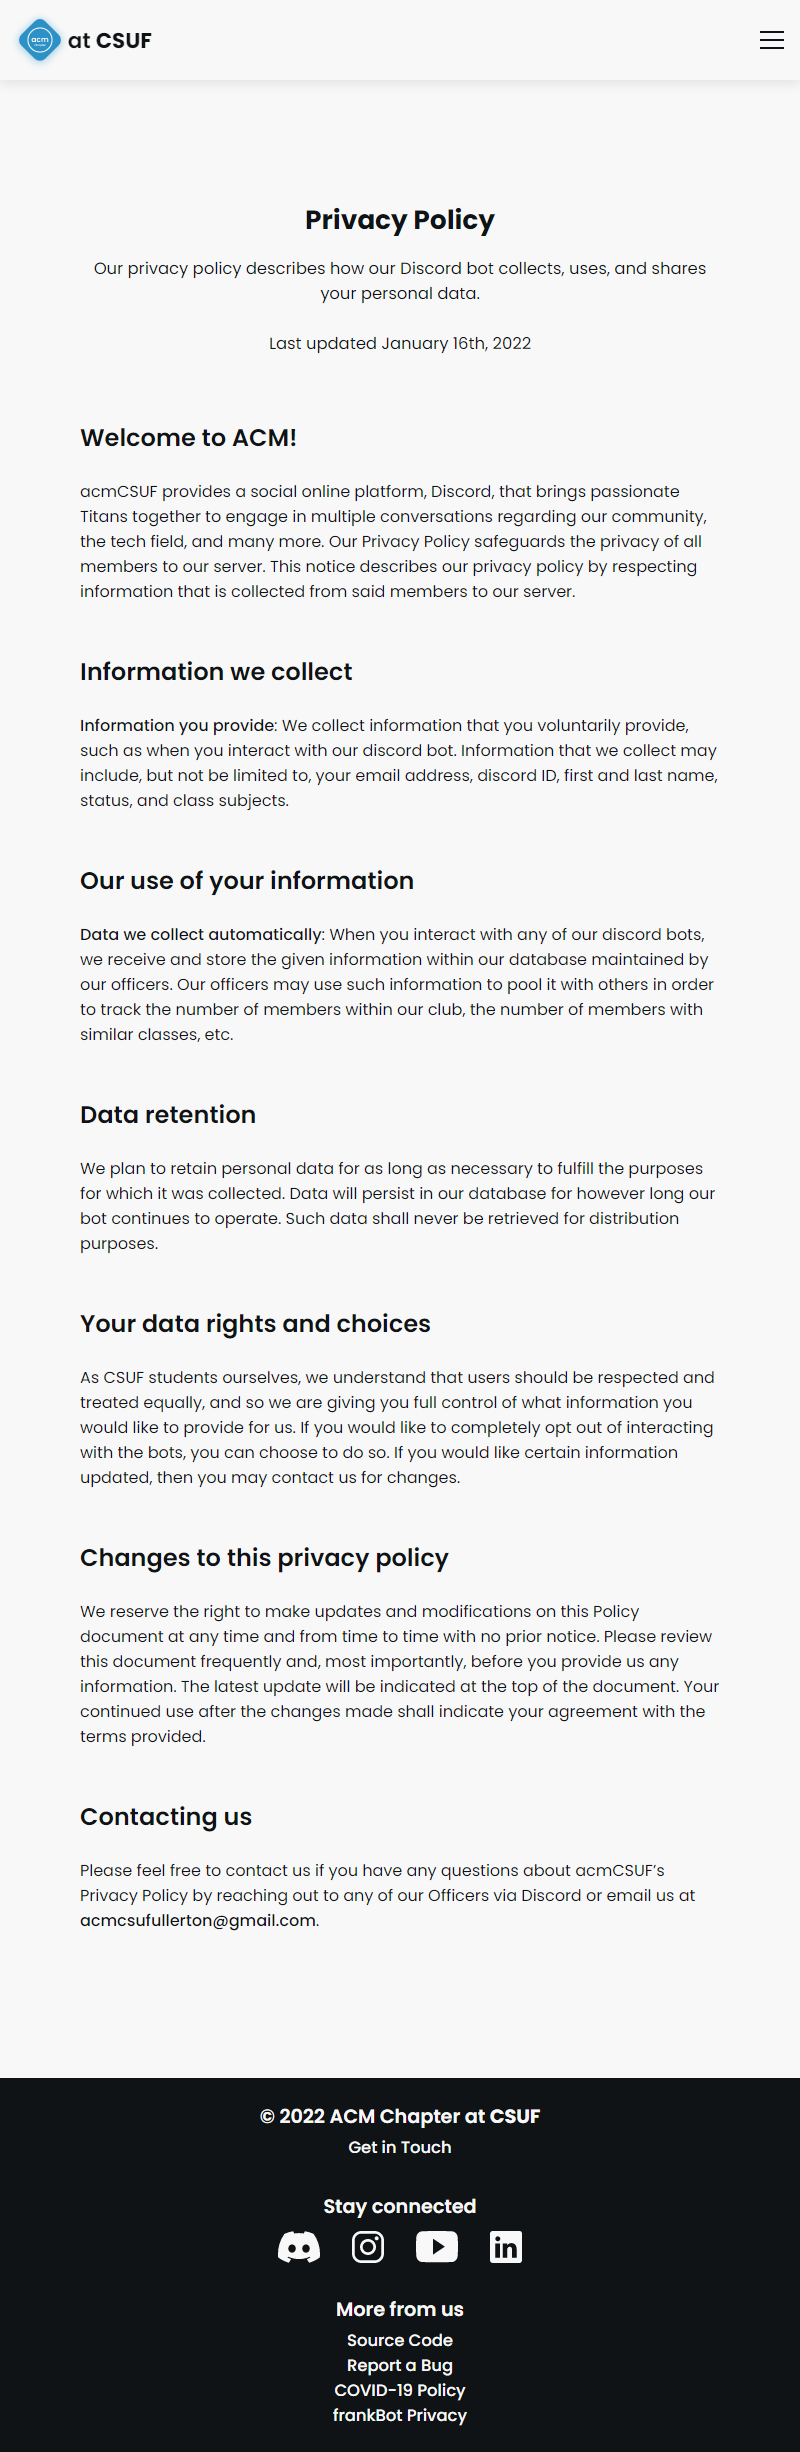 acm
at CSUF
Privacy Policy
Our privacy policy describes how our Discord bot collects, uses, and shares
your personal data.
Last updated January 16th, 2022
Welcome to ACM!
acmCSUF provides a social online platform, Discord, that brings passionate
Titans together to engage in multiple conversations regarding our community,
the tech field, and many more. Our Privacy Policy safeguards the privacy of all
members to our server. This notice describes our privacy policy by respecting
information that is collected from said members to our server.
Information we collect
Information you provide: We collect information that you voluntarily provide,
such as when you interact with our discord bot. Information that we collect may
include, but not be limited to, your email address, discord ID, first and last name,
status, and class subjects.
Our use of your information
Data we collect automatically: When you interact with any of our discord bots,
we receive and store the given information within our database maintained by
our officers. Our officers may use such information to pool it with others in order
to track the number of members within our club, the number of members with
similar classes, etc.
Data retention
We plan to retain personal data for as long as necessary to fulfill the purposes
for which it was collected. Data will persist in our database for however long our
bot continues to operate. Such data shall never be retrieved for distribution
purposes.
Your data rights and choices
As CSUF students ourselves, we understand that users should be respected and
treated equally, and so we are giving you full control of what information you
would like to provide for us. If you would like to completely opt out of interacting
with the bots, you can choose to do so. If you would like certain information
updated, then you may contact us for changes.
Changes to this privacy policy
We reserve the right to make updates and modifications on this Policy
document at any time and from time to time with no prior notice. Please review
this document frequently and, most importantly, before you provide us any
information. The latest update will be indicated at the top of the document. Your
continued use after the changes made shall indicate your agreement with the
terms provided.
Contacting us
Please feel free to contact us if you have any questions about acmCSUF’s
Privacy Policy by reaching out to any of our Officers via Discord or email us at
acmcsufullerton@gmail.com.
© 2022 ACM Chapter at CSUF
Get in Touch
Stay connected
in
More from us
Source Code
Report a Bug
COVID-19 Policy
frankBot Privacy